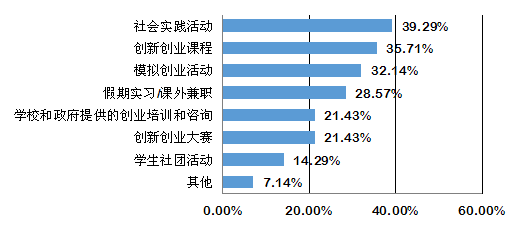 社会实践活动 39.29%
创新创业课程 35.71%
模拟创业活动 32.14%
假期实习/课外兼职 28.57%
学校和政府提供的创业培训和咨询 21.43%
创新创业大赛 21.43%
学生社团活动 14.29%
其他 7.14%
0.00% 20.00% 40.00% 60.00%